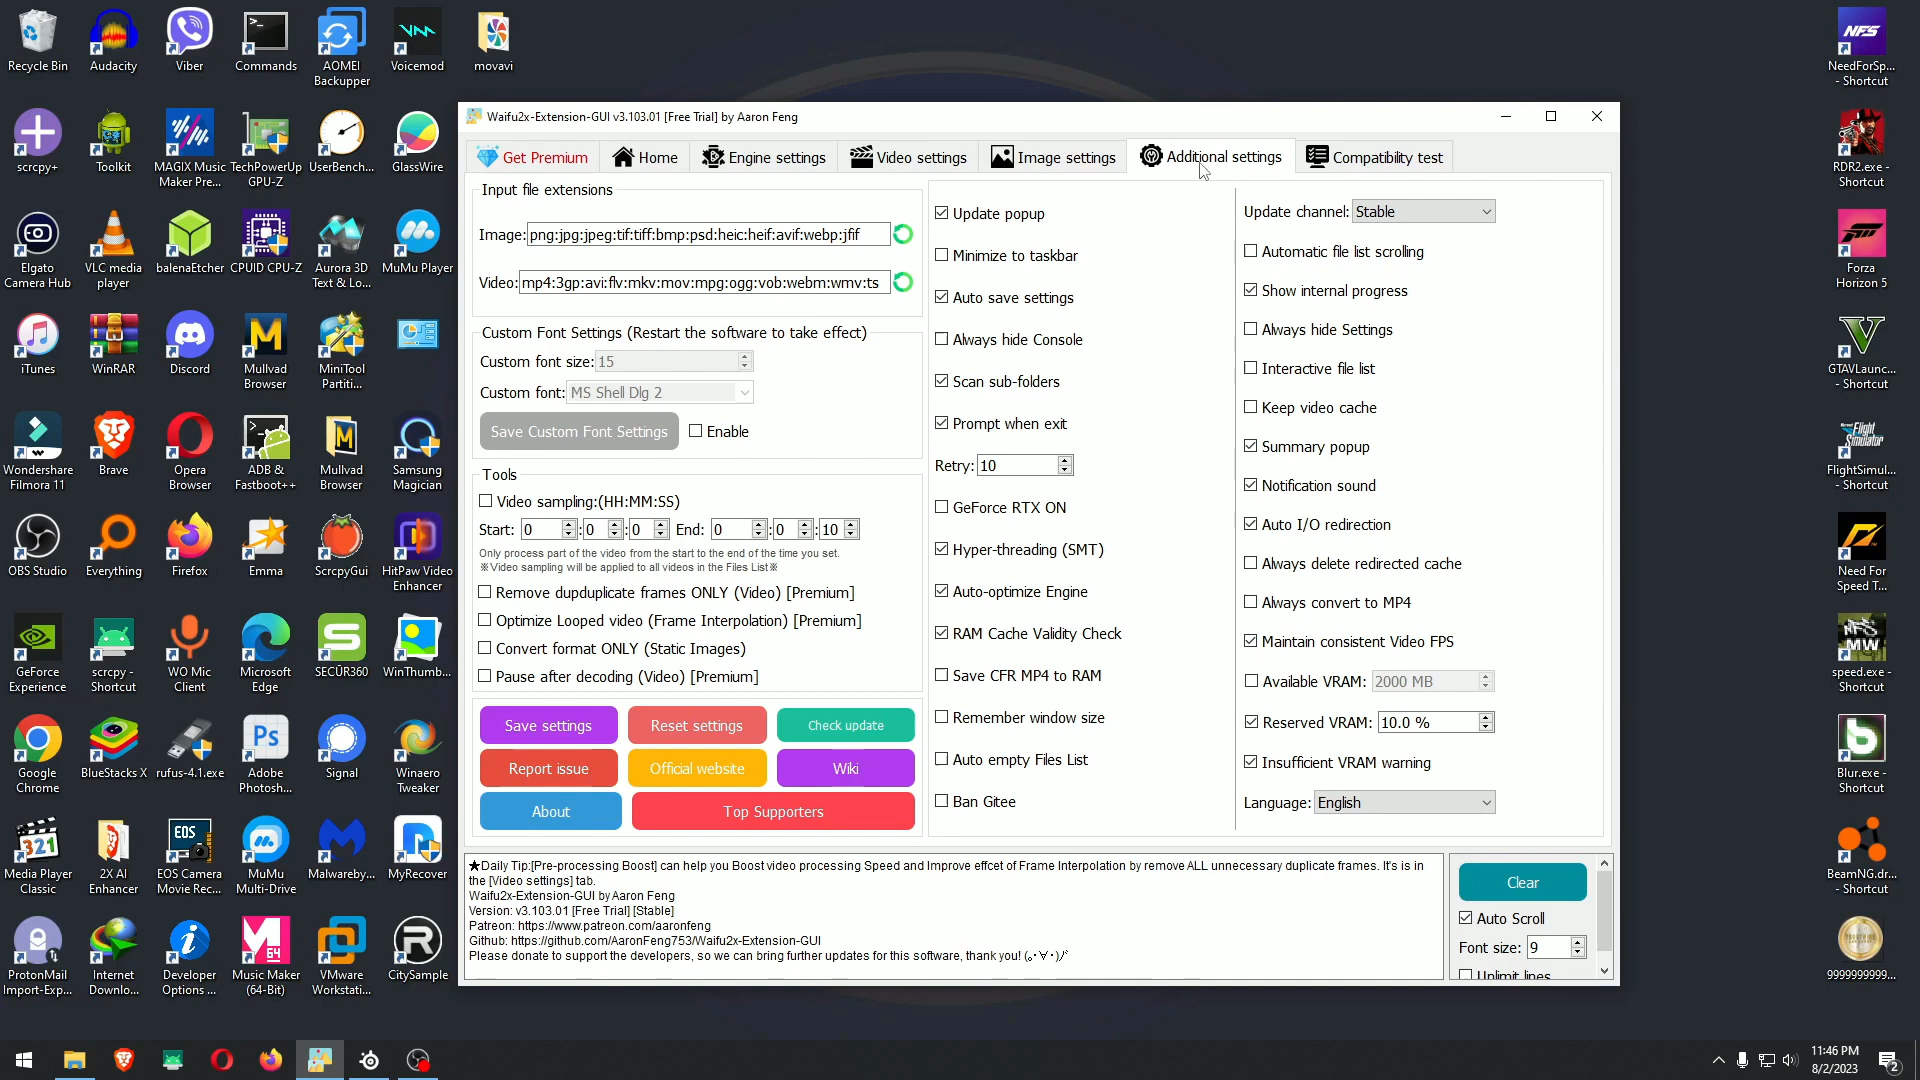 Recycle Bin
Audacity
Viber
Commands
AOMEI
Backupper
Voicemod
movavi
scrcpy+
Toolkit
MAGIX Music
Maker Pre...
TechPowerUp
GPU-Z
UserBench...
GlassWire
Elgato
Camera Hub
VLC media
player
balenaEtcher
CPUID CPU-Z
Aurora 3D
Text & Lo...
MuMu Player
iTunes
WinRAR
Discord
Mullvad
Browser
MiniTool
Partiti...
Wondershare
Filmora 11
Brave
Opera
Browser
ADB &
Fastboot++
Mullvad
Browser
Samsung
Magician
OBS Studio
Everything
Firefox
Emma
ScrcpyGui
HitPaw Video
Enhancer
GeForce
Experience
scrcpy -
Shortcut
WO Mic
Client
Microsoft
Edge
SECUR360
WinThumb...
Google
Chrome
BlueStacks X
rufus-4.1.exe
Adobe
Photosh...
Signal
Winaero
Tweaker
Media Player
Classic
2X AI
Enhancer
EOS Camera
Movie Rec...
MuMu
Multi-Drive
Malwareby...
MyRecover
ProtonMail
Import-Exp...
Internet
Downlo...
Developer
Options ...
Music Maker
(64-Bit)
VMware
Workstati...
CitySample
Waifu2x-Extension-GUI v3.103.01 [Free Trial] by Aaron Feng
Get Premium
Home
Engine settings
Video settings
Image settings
Additional settings
Compatibility test
Input file extensions
Image: png:jpg:jpeg:tif:tiff:bmp:psd:heic:heif:avif:webp:jfif
Video: mp4:3gp:avi:flv:mkv:mov:mpg:ogg:vob:webm:wmv:ts
Custom Font Settings (Restart the software to take effect)
Custom font size: 15
Custom font: MS Shell Dlg 2
Save Custom Font Settings
Enable
Tools
Video sampling:(HH:MM:SS)
Start: 0 :0 :0 End: 0 :0 :10
Only process part of the video from the start to the end of the time you set.
※Video sampling will be applied to all videos in the Files List※
Remove dupduplicate frames ONLY (Video) [Premium]
Optimize Looped video (Frame Interpolation) [Premium]
Convert format ONLY (Static Images)
Pause after decoding (Video) [Premium]
Save settings
Reset settings
Check update
Report issue
Official website
Wiki
About
Top Supporters
Update popup
Minimize to taskbar
Auto save settings
Always hide Console
Scan sub-folders
Prompt when exit
Retry: 10
GeForce RTX ON
Hyper-threading (SMT)
Auto-optimize Engine
RAM Cache Validity Check
Save CFR MP4 to RAM
Remember window size
Auto empty Files List
Ban Gitee
Update channel: Stable
Automatic file list scrolling
Show internal progress
Always hide Settings
Interactive file list
Keep video cache
Summary popup
Notification sound
Auto I/O redirection
Always delete redirected cache
Always convert to MP4
Maintain consistent Video FPS
Available VRAM: 2000 MB
Reserved VRAM: 10.0 %
Insufficient VRAM warning
Language: English
★Daily Tip:[Pre-processing Boost] can help you Boost video processing Speed and Improve effcet of Frame Interpolation by remove ALL unnecessary duplicate frames. It's is in
the [Video settings] tab.
Waifu2x-Extension-GUI by Aaron Feng
Version: v3.103.01 [Free Trial] [Stable]
Patreon: https://www.patreon.com/aaronfeng
Github: https://github.com/AaronFeng753/Waifu2x-Extension-GUI
Please donate to support the developers, so we can bring further updates for this software, thank you! (｡･∀･)ﾉﾞ
Clear
Auto Scroll
Font size: 9
Unlimit lines
NFS
NeedForSp...
- Shortcut
RDR2.exe -
Shortcut
Forza
Horizon 5
GTAVLaunc...
- Shortcut
Flight
Simulator
FlightSimul...
- Shortcut
Need For
Speed T...
NFS
MW
speed.exe -
Shortcut
Blur.exe -
Shortcut
BeamNG.dr...
- Shortcut
9999999999...
11:46 PM
8/2/2023
2